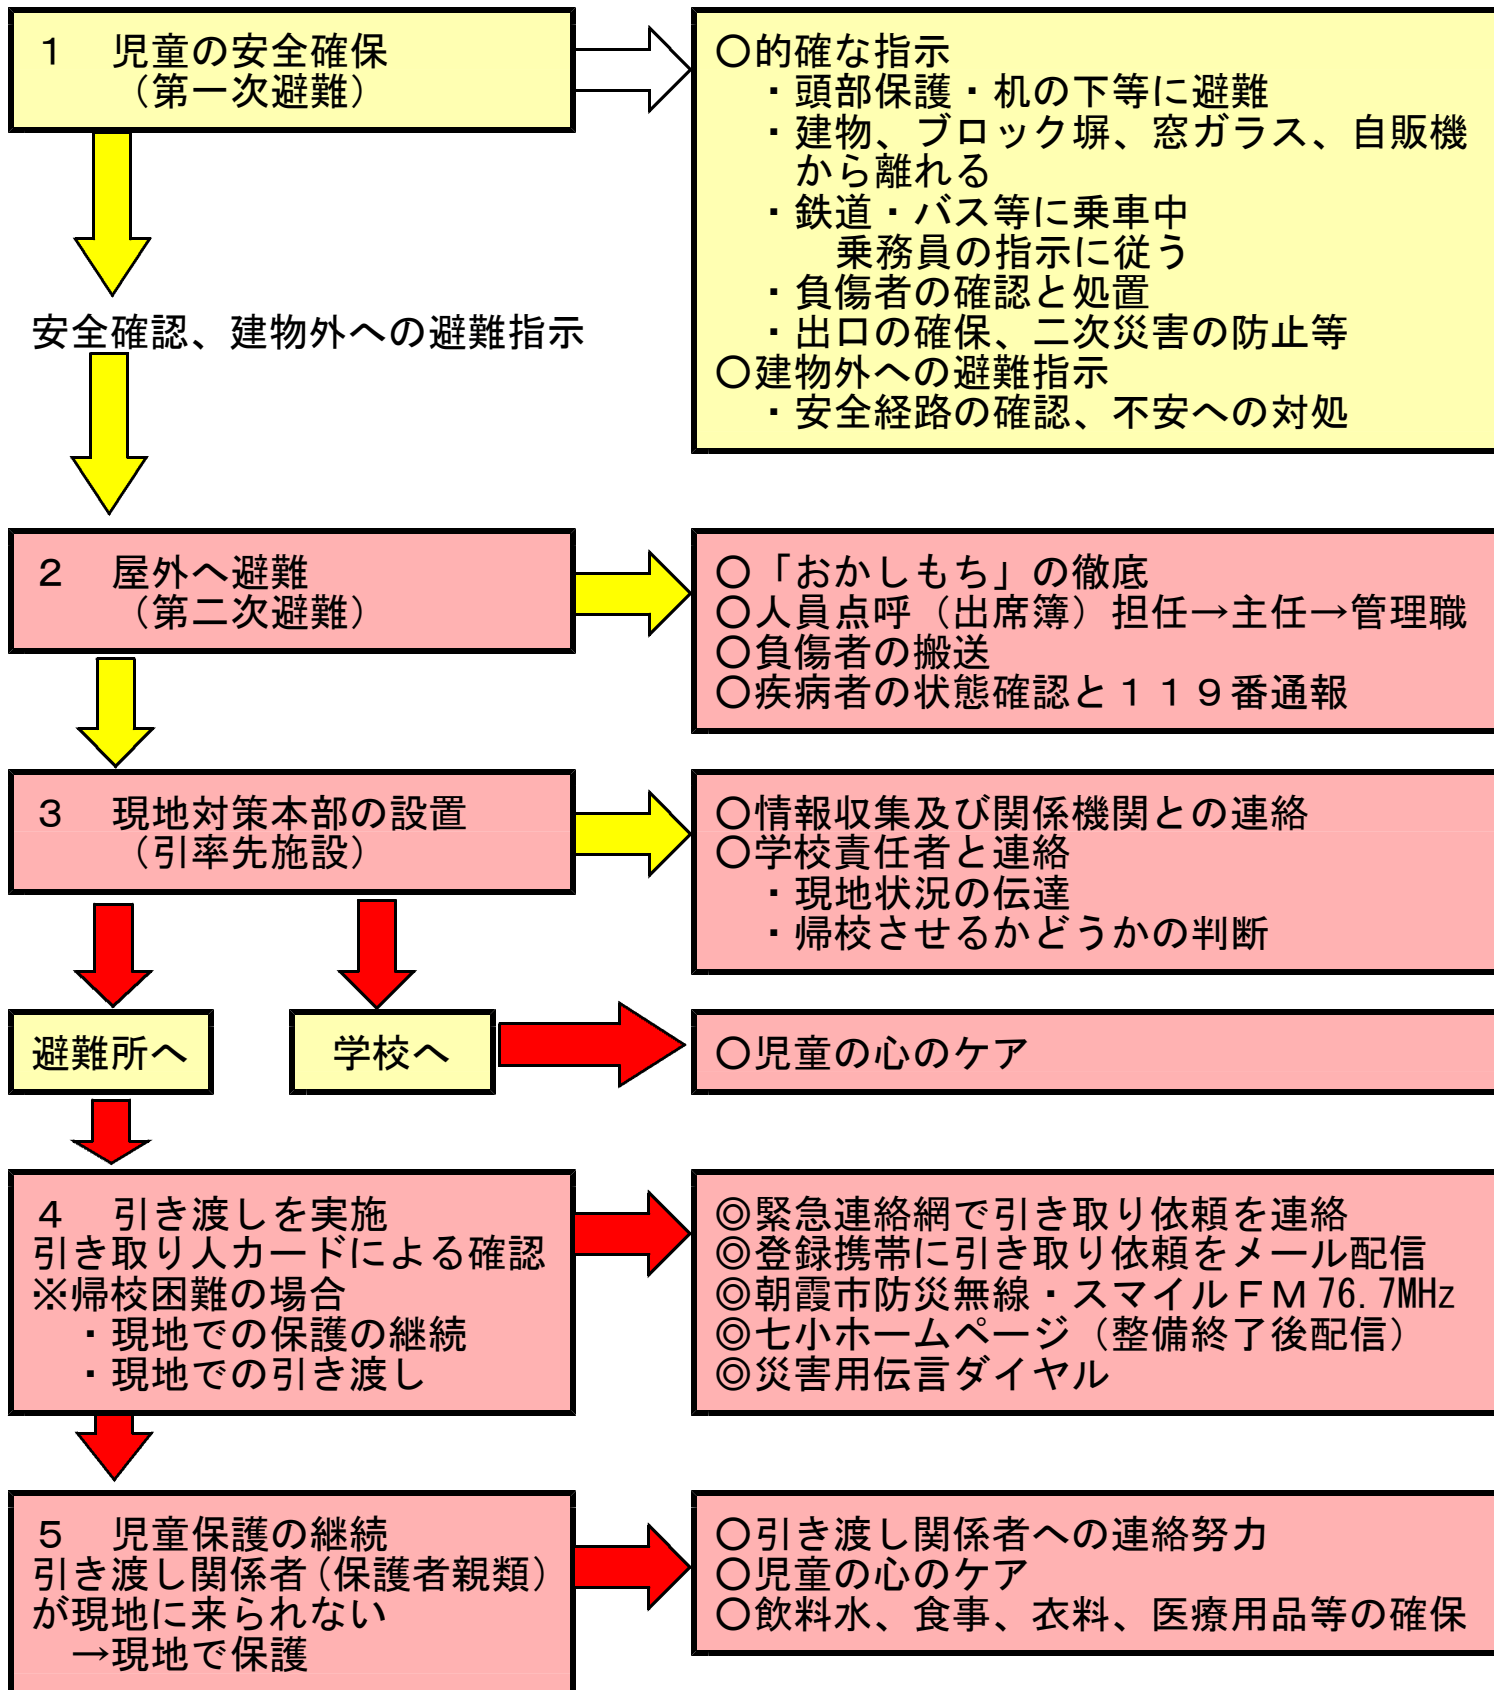 １　児童の安全確保
（第一次避難）
○的確な指示
・頭部保護・机の下等に避難
・建物、ブロック塀、窓ガラス、自販機
から離れる
・鉄道・バス等に乗車中
乗務員の指示に従う
・負傷者の確認と処置
・出口の確保、二次災害の防止等
○建物外への避難指示
・安全経路の確認、不安への対処
安全確認、建物外への避難指示
２　屋外へ避難
（第二次避難）
○「おかしもち」の徹底
○人員点呼（出席簿）担任→主任→管理職
○負傷者の搬送
○疾病者の状態確認と１１９番通報
３　現地対策本部の設置
（引率先施設）
○情報収集及び関係機関との連絡
○学校責任者と連絡
・現地状況の伝達
・帰校させるかどうかの判断
避難所へ
学校へ
○児童の心のケア
４　引き渡しを実施
引き取り人カードによる確認
※帰校困難の場合
・現地での保護の継続
・現地での引き渡し
◎緊急連絡網で引き取り依頼を連絡
◎登録携帯に引き取り依頼をメール配信
◎朝霞市防災無線・スマイルＦＭ76.7MHz
◎七小ホームページ（整備終了後配信）
◎災害用伝言ダイヤル
５　児童保護の継続
引き渡し関係者（保護者親類）
が現地に来られない
→現地で保護
○引き渡し関係者への連絡努力
○児童の心のケア
○飲料水、食事、衣料、医療用品等の確保